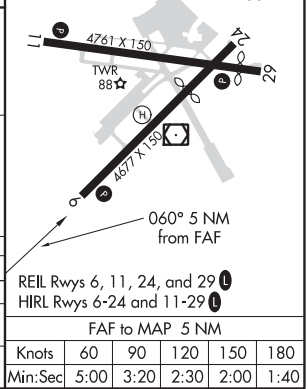 11
P
4761 X 150
24
TWR
88
P
29
H
4677 X 150
6
P
060° 5 NM
from FAF
REIL Rwys 6, 11, 24, and 29 L
HIRL Rwys 6-24 and 11-29 L
FAF to MAP 5 NM
Knots 60 90 120 150 180
Min:Sec 5:00 3:20 2:30 2:00 1:40